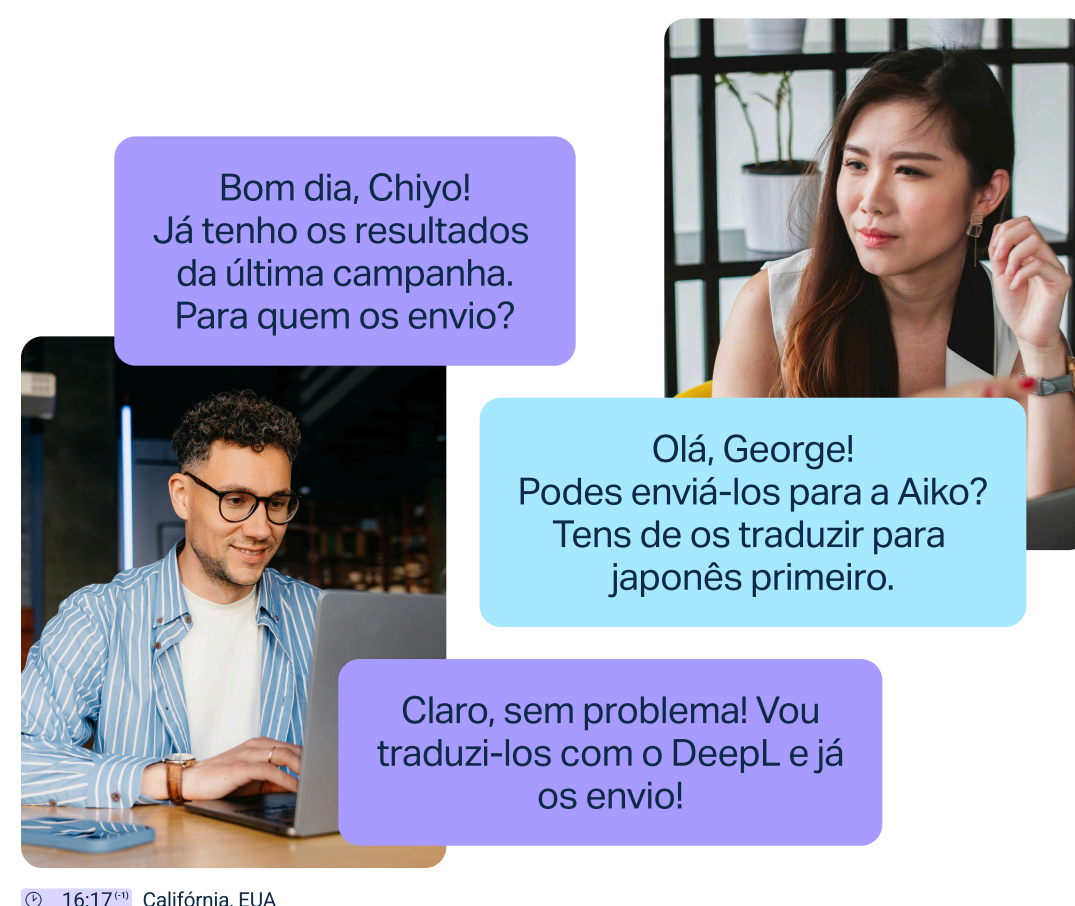 Bom dia, Chiyo!
Já tenho os resultados
da última campanha.
Para quem os envio?
Olá, George!
Podes enviá-los para a Aiko?
Tens de os traduzir para
japonês primeiro.
Claro, sem problema! Vou
traduzi-los com o DeepL e já
os envio!
16:17(-1) Califórnia, EUA